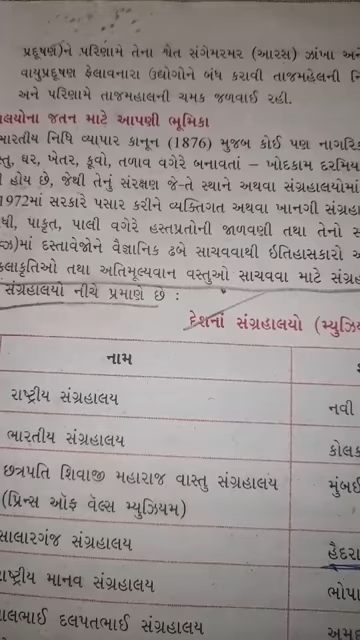 પ્રદૂષણ)ને પરિણામે તેના શ્વેત સંગેમરમર (આરસ) ઝાંખા અને
વાયુપ્રદૂષણ ફેલાવનારા ઉદ્યોગોને બંધ કરાવી તાજમહેલની નિ
અને પરિણામે તાજમહાલની ચમક જળવાઈ રહી.
લયોના જતન માટે આપણી ભૂમિકા
ભારતીય નિધિ વ્યાપાર કાનૂન (1876) મુજબ કોઈ પણ નાગરિક
સ્તુ, ઘર, ખેતર, કૂવો, તળાવ વગેરે બનાવતાં – ખોદકામ દરમિય
ી હોય છે, જેથી તેનું સંરક્ષણ જે-તે સ્થાને અથવા સંગ્રહાલયોમાં
1972માં સરકારે પસાર કરીને વ્યક્તિગત અથવા ખાનગી સંગ્રહા
ધી, પ્રાકૃત, પાલી વગેરે હસ્તપ્રતોની જાળવણી તથા તેનો સ
ઝ)માં દસ્તાવેજોને વૈજ્ઞાનિક ઢબે સાચવવાથી ઇતિહાસકારો અ
કલાકૃતિઓ તથા અતિમૂલ્યવાન વસ્તુઓ સાચવવા માટે સંગ્રહ
સંગ્રહાલયો નીચે પ્રમાણે છે :
દેશનાં સંગ્રહાલયો (મ્યુઝિય
નામ
રાષ્ટ્રીય સંગ્રહાલય નવી
ભારતીય સંગ્રહાલય કોલક
છત્રપતિ શિવાજી મહારાજ વાસ્તુ સંગ્રહાલય મુંબઈ
(પ્રિન્સ ઑફ વૅલ્સ મ્યુઝિયમ)
સાલારગંજ સંગ્રહાલય હૈદરા
રાષ્ટ્રીય માનવ સંગ્રહાલય ભોપા
ાલભાઈ દલપતભાઈ સંગ્રહાલય અમ